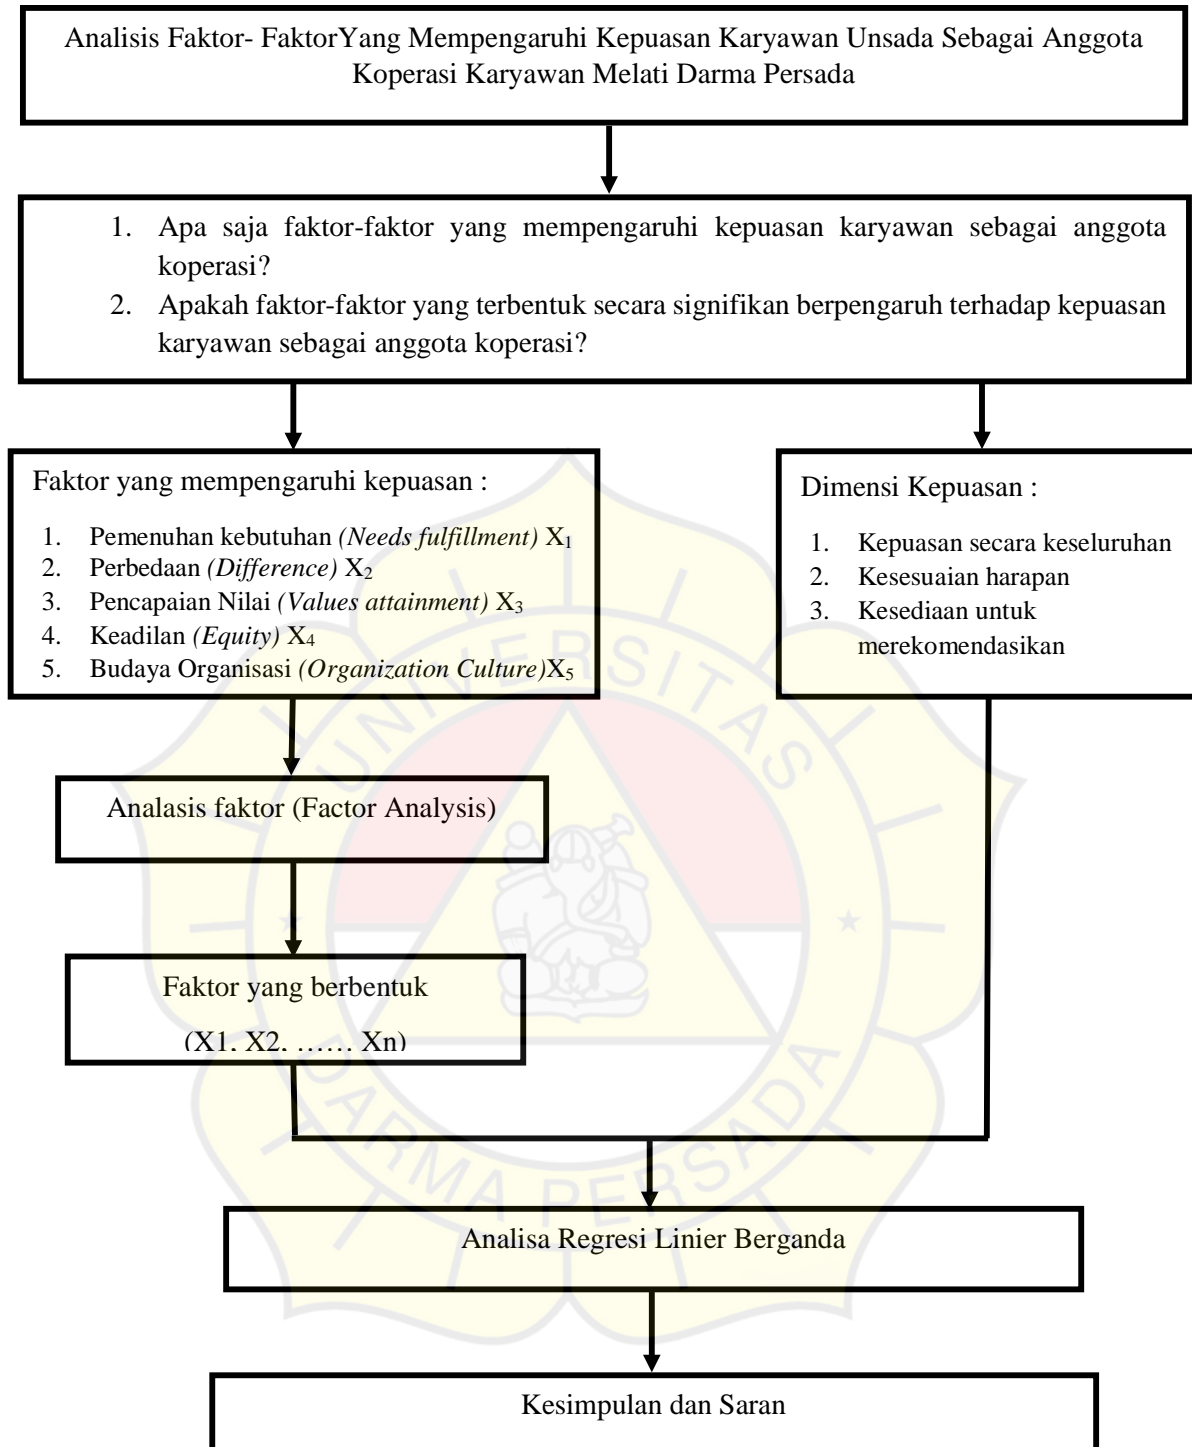 Analisis Faktor- FaktorYang Mempengaruhi Kepuasan Karyawan Unsada Sebagai Anggota
Koperasi Karyawan Melati Darma Persada
1. Apa saja faktor-faktor yang mempengaruhi kepuasan karyawan sebagai anggota
koperasi?
2. Apakah faktor-faktor yang terbentuk secara signifikan berpengaruh terhadap kepuasan
karyawan sebagai anggota koperasi?
Faktor yang mempengaruhi kepuasan :
1. Pemenuhan kebutuhan (Needs fulfillment) X₁
2. Perbedaan (Difference) X₂
3. Pencapaian Nilai (Values attainment) X₃
4. Keadilan (Equity) X₄
5. Budaya Organisasi (Organization Culture)X₅
Dimensi Kepuasan :
1. Kepuasan secara keseluruhan
2. Kesesuaian harapan
3. Kesediaan untuk
merekomendasikan
Analasis faktor (Factor Analysis)
Faktor yang berbentuk
(X1, X2, …… Xn)
Analisa Regresi Linier Berganda
Kesimpulan dan Saran
UNIVERSITAS
DARMA PERSADA